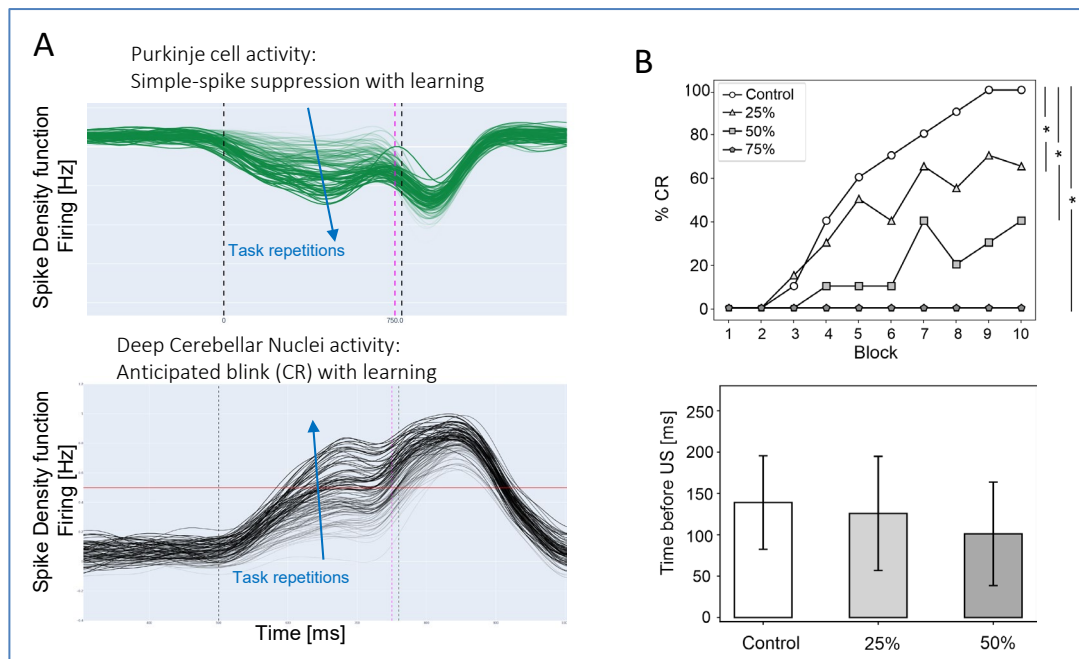 A
Purkinje cell activity:
Simple-spike suppression with learning
Spike Density function
Firing [Hz]
Task repetitions
0
750.0
Deep Cerebellar Nuclei activity:
Anticipated blink (CR) with learning
Spike Density function
Firing [Hz]
Task repetitions
Time [ms]
B
% CR
100
80
60
40
20
0
Control
25%
50%
75%
*
*
*
1 2 3 4 5 6 7 8 9 10
Block
Time before US [ms]
250
200
150
100
50
0
Control 25% 50%